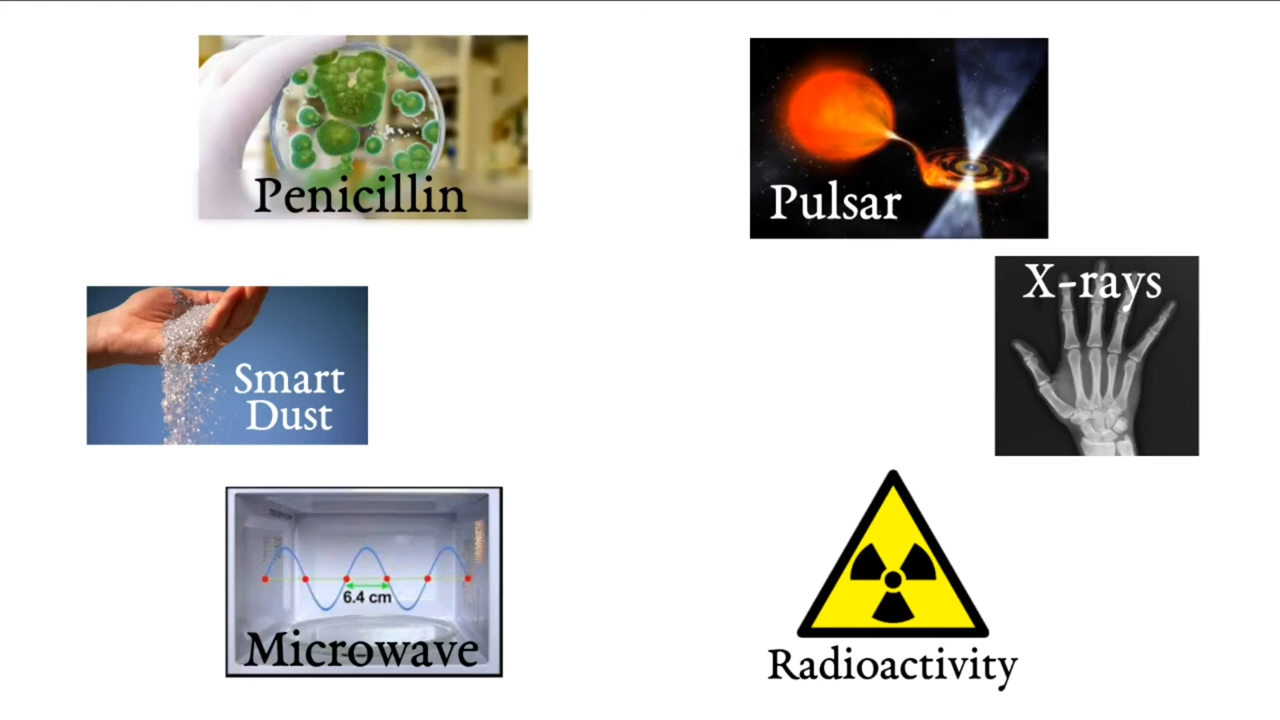 Penicillin
Pulsar
X-rays
Smart
Dust
6.4 cm
Microwave
Radioactivity